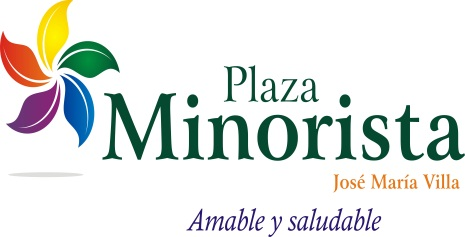 Plaza
Minorista
José María Villa
Amable y saludable